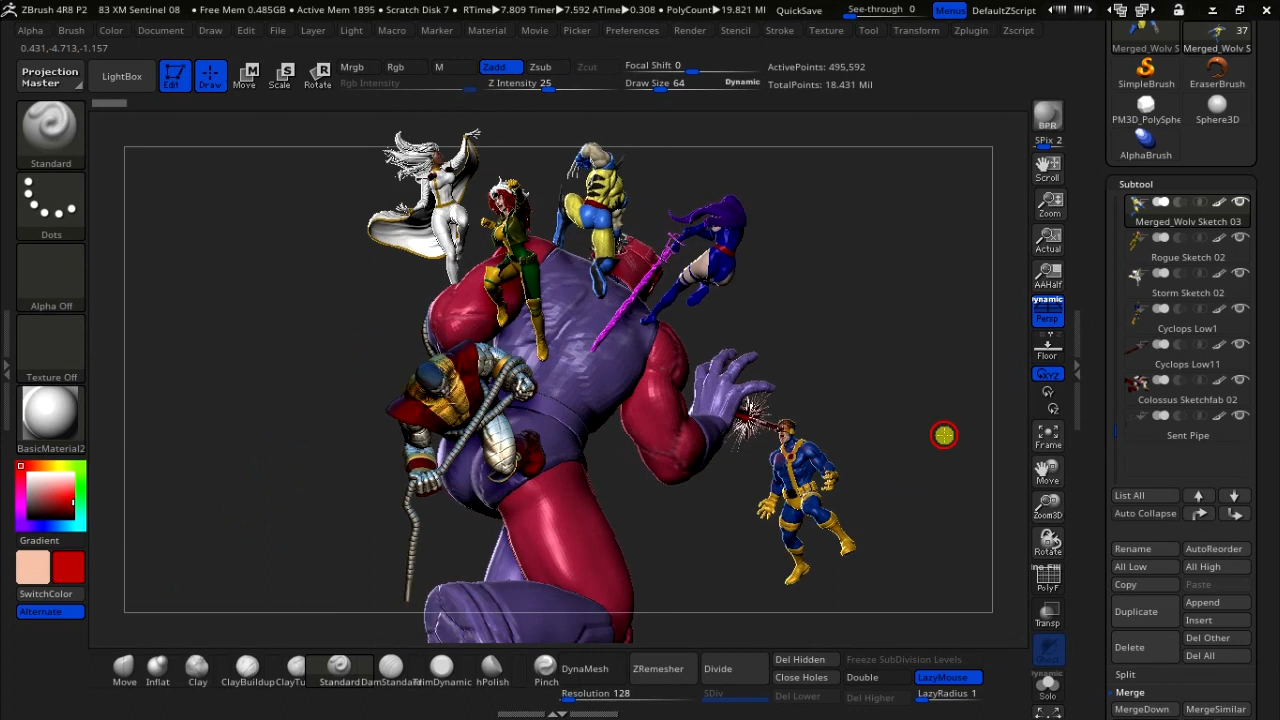 ZBrush 4R8 P2 83 XM Sentinel 08 • Free Mem 0.485GB • Active Mem 1895 • Scratch Disk 7 • RTime▸7.809 Timer▸7.592 ATime▸0.308 • PolyCount▸19.821 MI QuickSave See-through 0 Menus DefaultZScript
Alpha Brush Color Document Draw Edit File Layer Light Macro Marker Material Movie Picker Preferences Render Stencil Stroke Texture Tool Transform Zplugin Zscript
0.431,-4.713,-1.157
Projection Master
LightBox
Edit Draw Move Scale Rotate
Mrgb Rgb M Zadd Zsub Zcut
Rgb Intensity Z Intensity 25
Focal Shift 0
Draw Size 64 Dynamic
ActivePoints: 495,592
TotalPoints: 18.431 Mil
Standard
Dots
Alpha Off
Texture Off
BasicMaterial2
Gradient
SwitchColor
Alternate
BPR
SPix 2
Scroll
Zoom
Actual
AAHalf
Dynamic
Persp
Floor
XYZ
Frame
Move
Zoom3D
Rotate
PolyF
Transp
Ghost
Dynamic
Solo
37
Merged_Wolv S Merged_Wolv S
SimpleBrush EraserBrush
PM3D_PolySphe Sphere3D
AlphaBrush
Subtool
Merged_Wolv Sketch 03
Rogue Sketch 02
Storm Sketch 02
Cyclops Low1
Cyclops Low11
Colossus Sketchfab 02
Sent Pipe
List All
Auto Collapse
Rename AutoReorder
All Low All High
Copy Paste
Duplicate Append
Insert
Delete Del Other
Del All
Split
Merge
MergeDown MergeSimilar
Move Inflat Clay ClayBuildup ClayTu Standard DamStandard TrimDynamic hPolish Pinch
DynaMesh
Resolution 128
ZRemesher
Divide
SDiv
Del Hidden
Close Holes
Del Lower
Freeze SubDivision Levels
Double
Del Higher
LazyMouse
LazyRadius 1